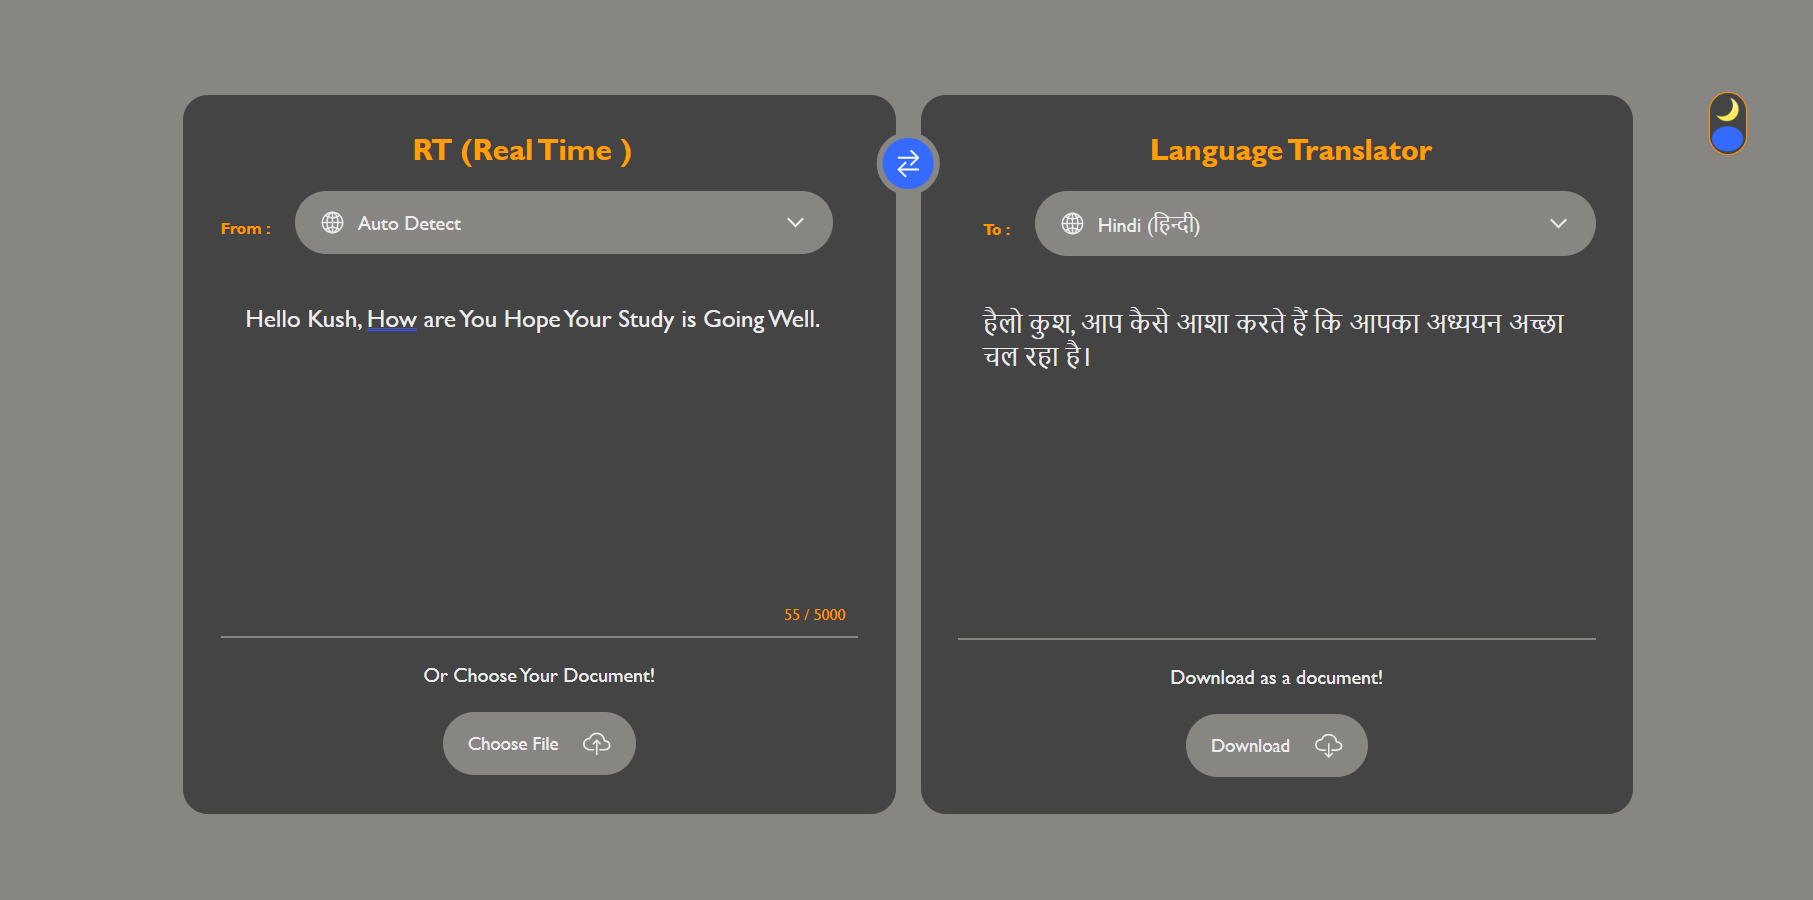 RT (Real Time )
From :
Auto Detect
Hello Kush, How are You Hope Your Study is Going Well.
55 / 5000
Or Choose Your Document!
Choose File
Language Translator
To :
Hindi (हिन्दी)
हैलो कुश, आप कैसे आशा करते हैं कि आपका अध्ययन अच्छा
चल रहा है।
Download as a document!
Download